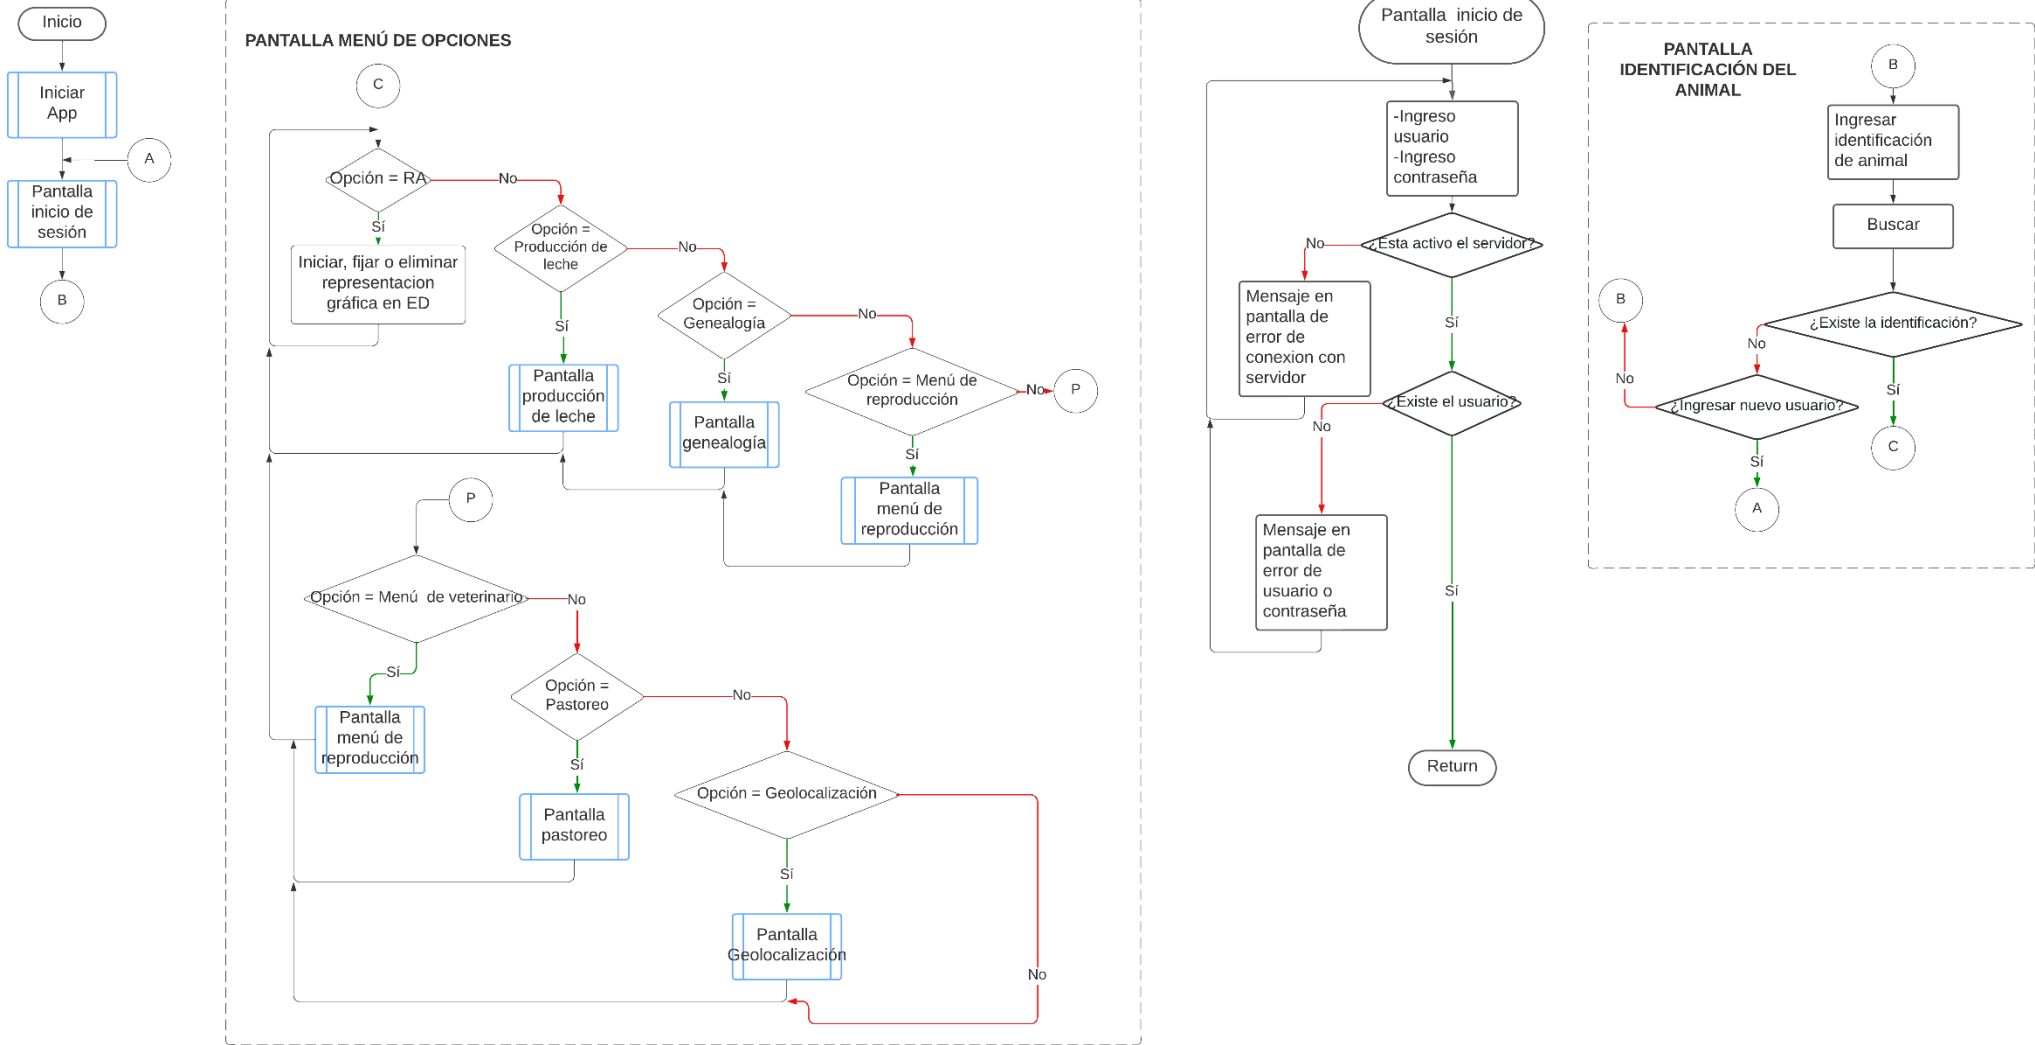 Inicio
Iniciar
App
A
Pantalla
inicio de
sesión
B
PANTALLA MENÚ DE OPCIONES
C
Opción = RA
No
Sí
Iniciar, fijar o eliminar
representacion
gráfica en ED
Opción =
Producción de
leche
No
Sí
Pantalla
producción
de leche
Opción =
Genealogía
No
Sí
Pantalla
genealogía
Opción = Menú de
reproducción
No
P
Sí
Pantalla
menú de
reproducción
P
Opción = Menú de veterinario
No
Sí
Pantalla
menú de
reproducción
Opción =
Pastoreo
No
Sí
Pantalla
pastoreo
Opción = Geolocalización
Sí
Pantalla
Geolocalización
No
Pantalla inicio de
sesión
-Ingreso
usuario
-Ingreso
contraseña
¿Esta activo el servidor?
No
Mensaje en
pantalla de
error de
conexion con
servidor
Sí
¿Existe el usuario?
No
Mensaje en
pantalla de
error de
usuario o
contraseña
Sí
Return
PANTALLA
IDENTIFICACIÓN DEL
ANIMAL
B
Ingresar
identificación
de animal
Buscar
¿Existe la identificación?
No
Sí
C
B
No
¿Ingresar nuevo usuario?
Sí
A